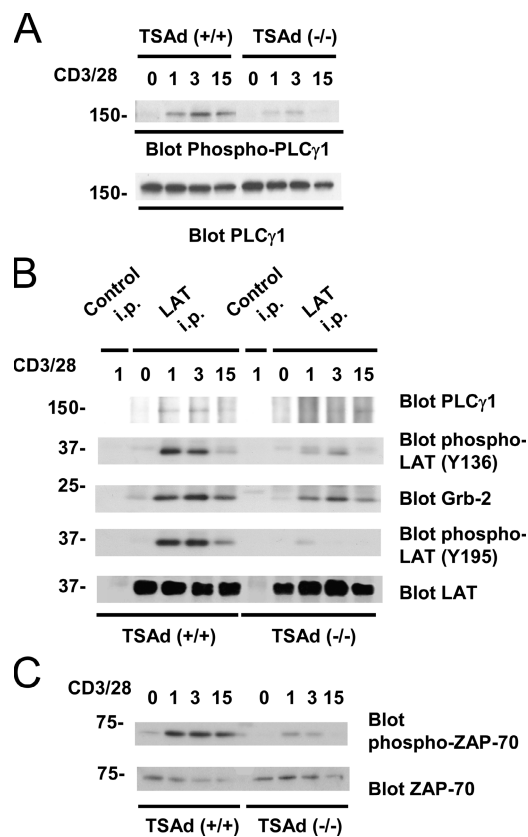 A
TSAd (+/+) TSAd (-/-)
CD3/28 0 1 3 15 0 1 3 15
150-
Blot Phospho-PLCγ1
150-
Blot PLCγ1
B
Control i.p. LAT i.p. Control i.p. LAT i.p.
CD3/28 1 0 1 3 15 1 0 1 3 15
150- Blot PLCγ1
37- Blot phospho-
LAT (Y136)
25- Blot Grb-2
37- Blot phospho-
LAT (Y195)
37- Blot LAT
TSAd (+/+) TSAd (-/-)
C
CD3/28 0 1 3 15 0 1 3 15
75- Blot
phospho-ZAP-70
75- Blot ZAP-70
TSAd (+/+) TSAd (-/-)